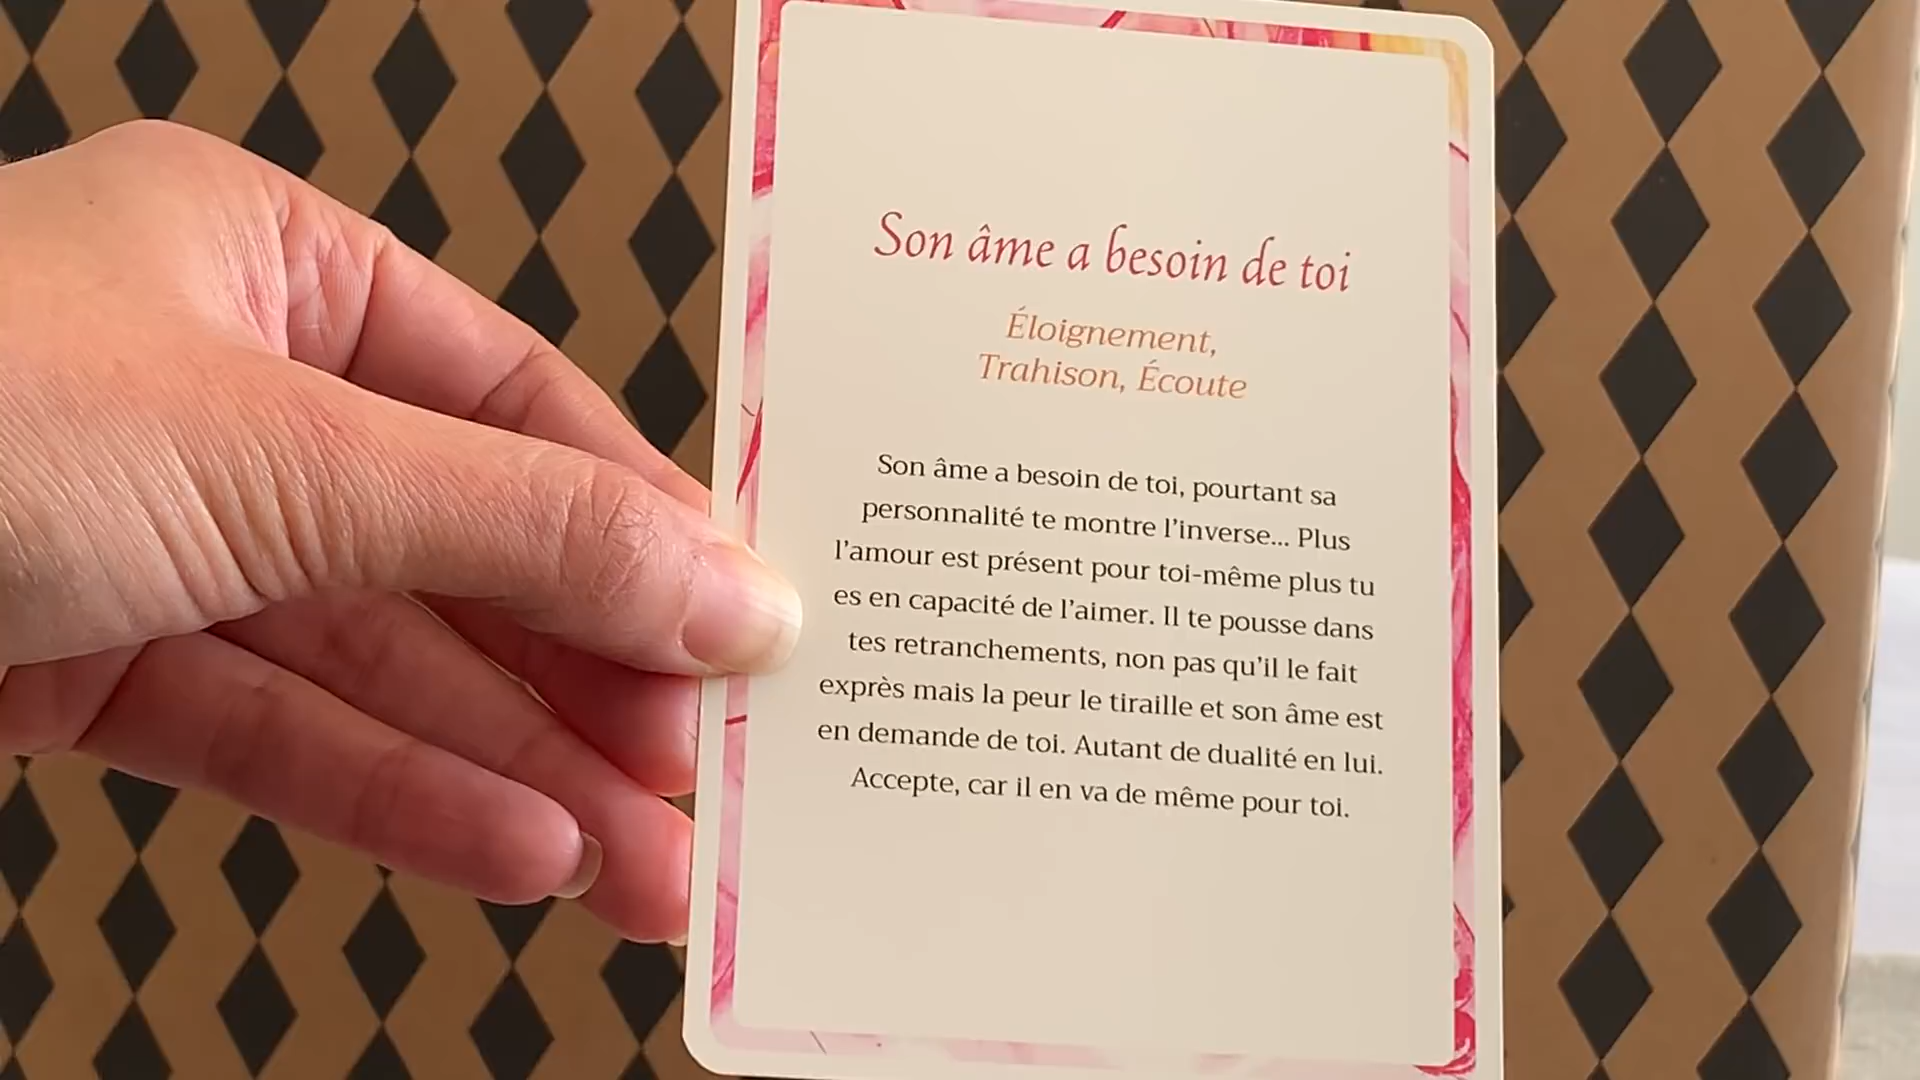 Son âme a besoin de toi
Éloignement,
Trahison, Écoute
Son âme a besoin de toi, pourtant sa
personnalité te montre l'inverse... Plus
l'amour est présent pour toi-même plus tu
es en capacité de l'aimer. Il te pousse dans
tes retranchements, non pas qu'il le fait
exprès mais la peur le tiraille et son âme est
en demande de toi. Autant de dualité en lui.
Accepte, car il en va de même pour toi.